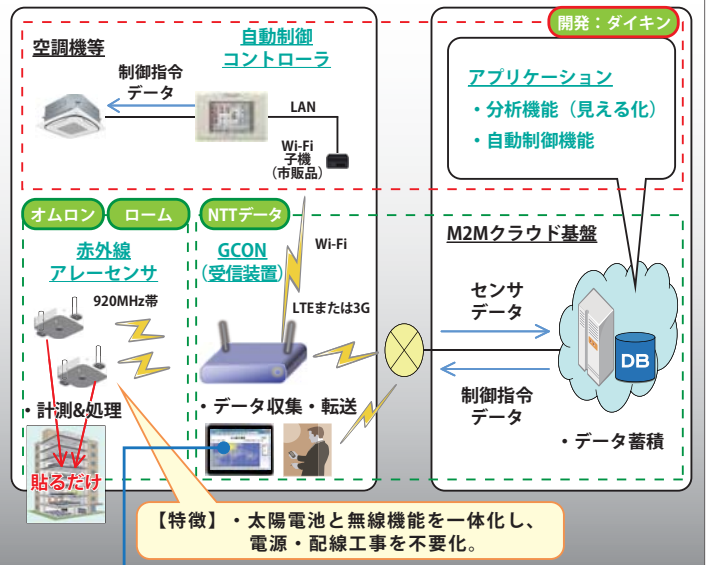 開発：ダイキン
空調機等
自動制御
コントローラ
制御指令
データ
LAN
Wi-Fi
子機
（市販品）
アプリケーション
・分析機能（見える化）
・自動制御機能
オムロン
ローム
NTTデータ
赤外線
アレーセンサ
920MHz帯
GCON
（受信装置）
Wi-Fi
LTEまたは3G
M2Mクラウド基盤
センサ
データ
制御指令
データ
DB
・データ蓄積
・計測&処理
・データ収集・転送
貼るだけ
【特徴】・太陽電池と無線機能を一体化し、
電源・配線工事を不要化。